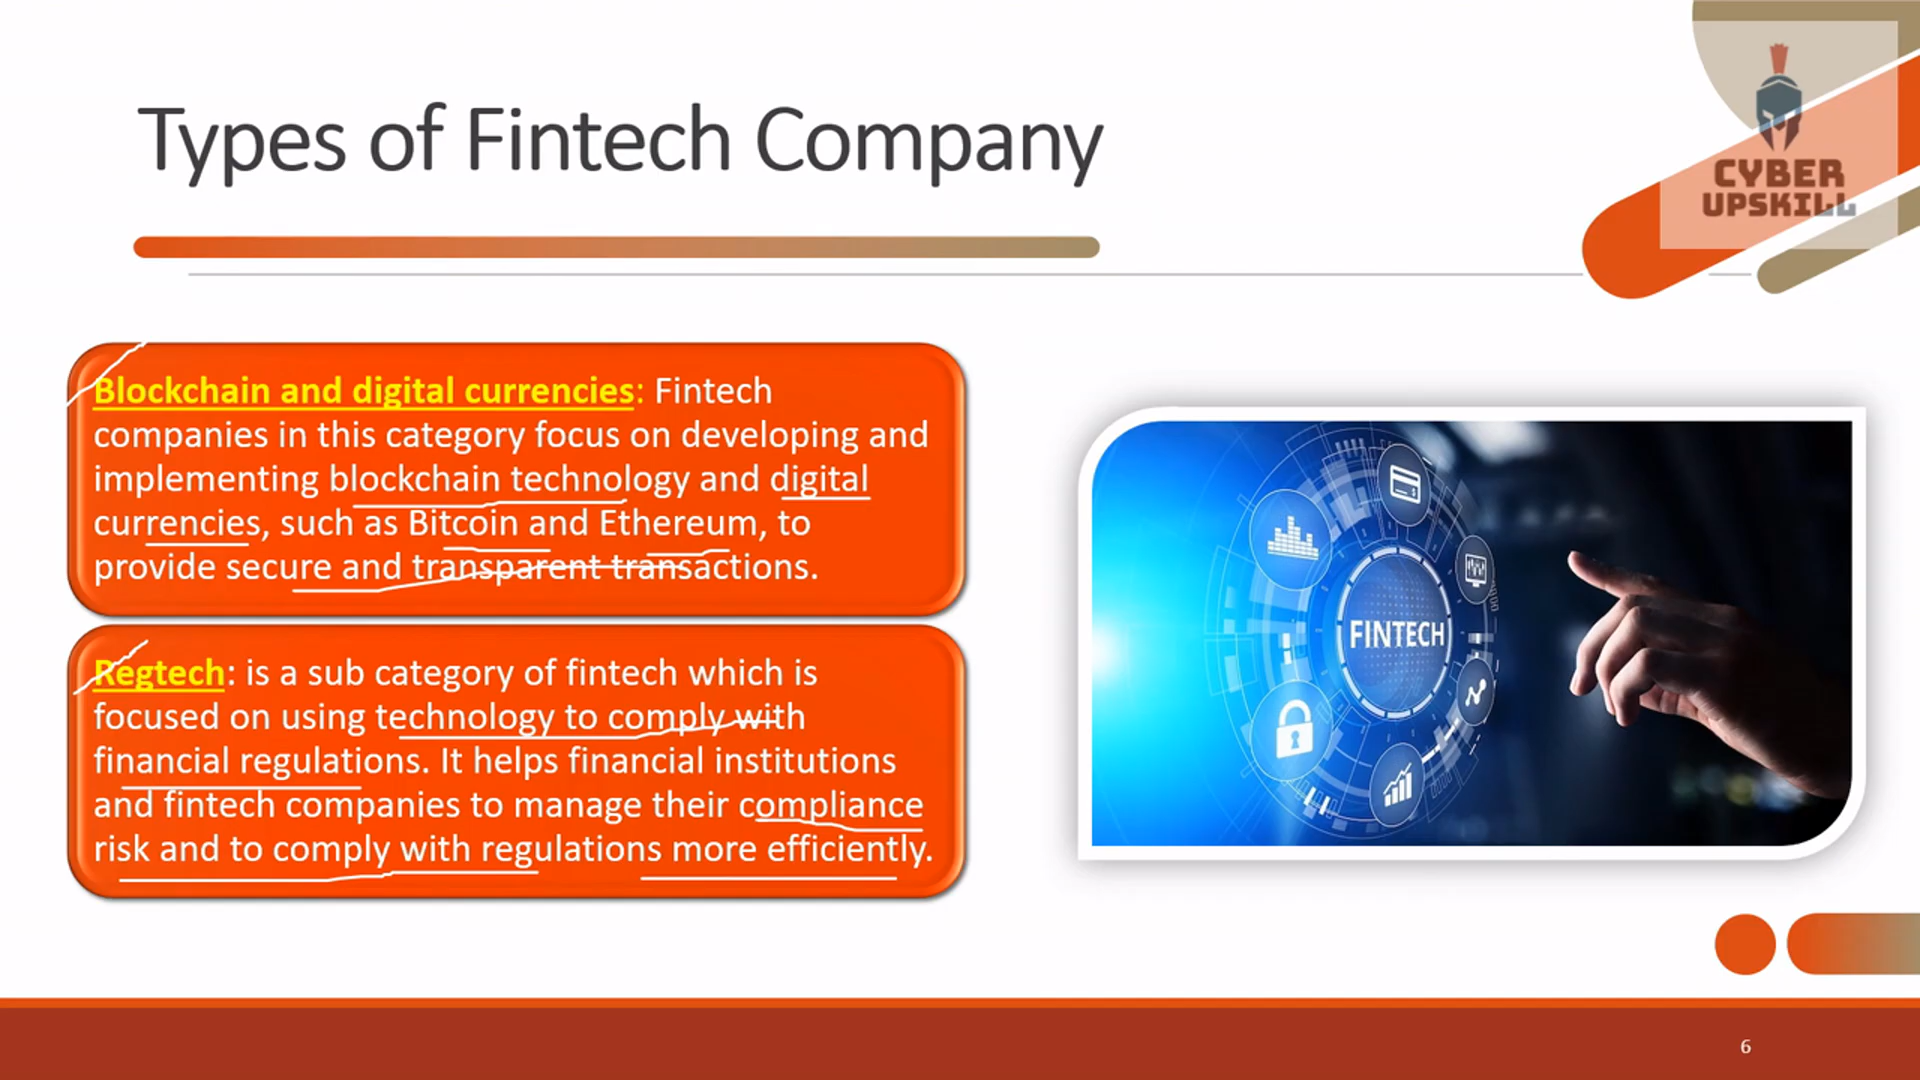 Types of Fintech Company
CYBER
UPSKILL
Blockchain and digital currencies: Fintech
companies in this category focus on developing and
implementing blockchain technology and digital
currencies, such as Bitcoin and Ethereum, to
provide secure and transparent transactions.
Regtech: is a sub category of fintech which is
focused on using technology to comply with
financial regulations. It helps financial institutions
and fintech companies to manage their compliance
risk and to comply with regulations more efficiently.
FINTECH
6